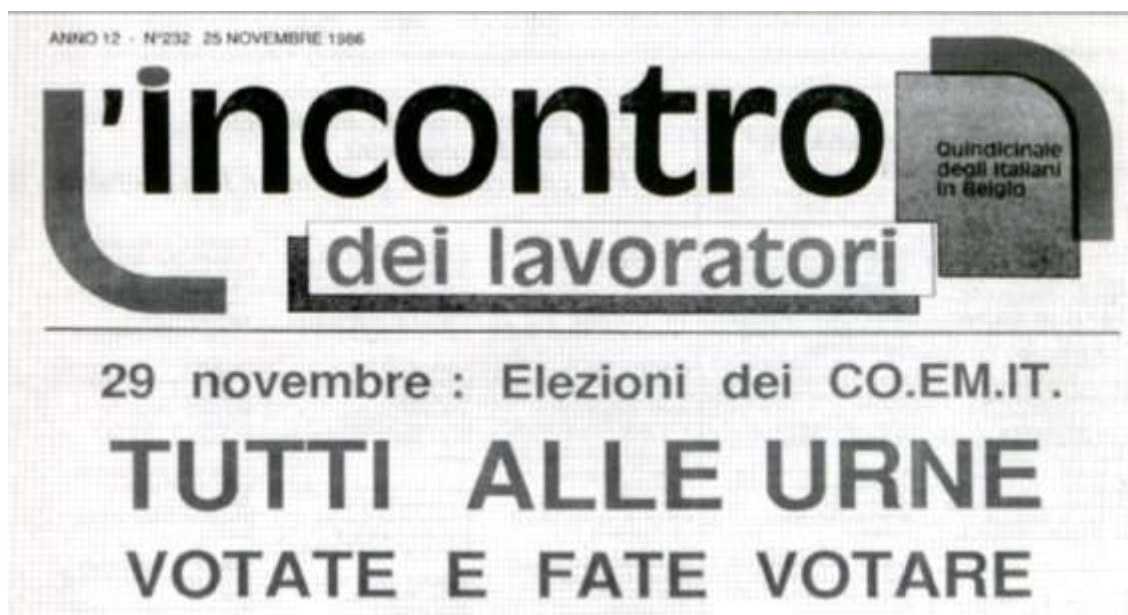 ANNO 12 - N°232 25 NOVEMBRE 1986
L'incontro
Quindicinale
degli Italiani
in Belgio
dei lavoratori
29 novembre : Elezioni dei CO.EM.IT.
TUTTI ALLE URNE
VOTATE E FATE VOTARE